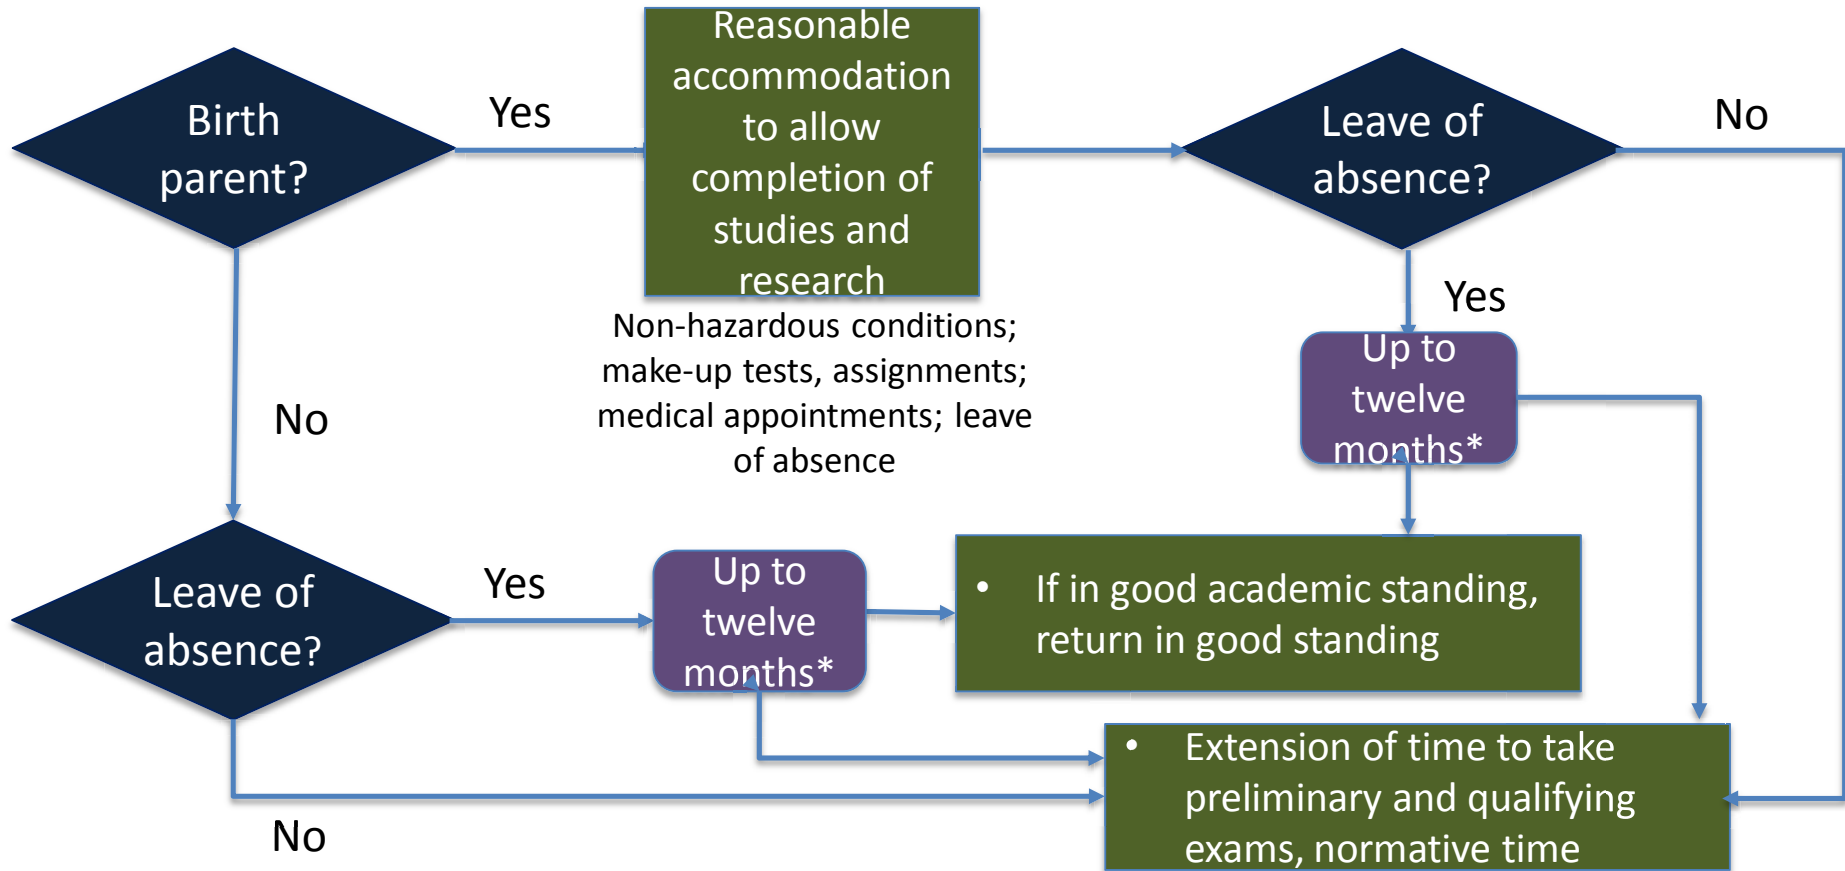 Birth
parent?
Yes
Reasonable
accommodation
to allow
completion of
studies and
research
Non-hazardous conditions;
make-up tests, assignments;
medical appointments; leave
of absence
Leave of
absence?
No
Yes
Up to
twelve
months*
No
Leave of
absence?
Yes
Up to
twelve
months*
• If in good academic standing,
return in good standing
No
• Extension of time to take
preliminary and qualifying
exams, normative time